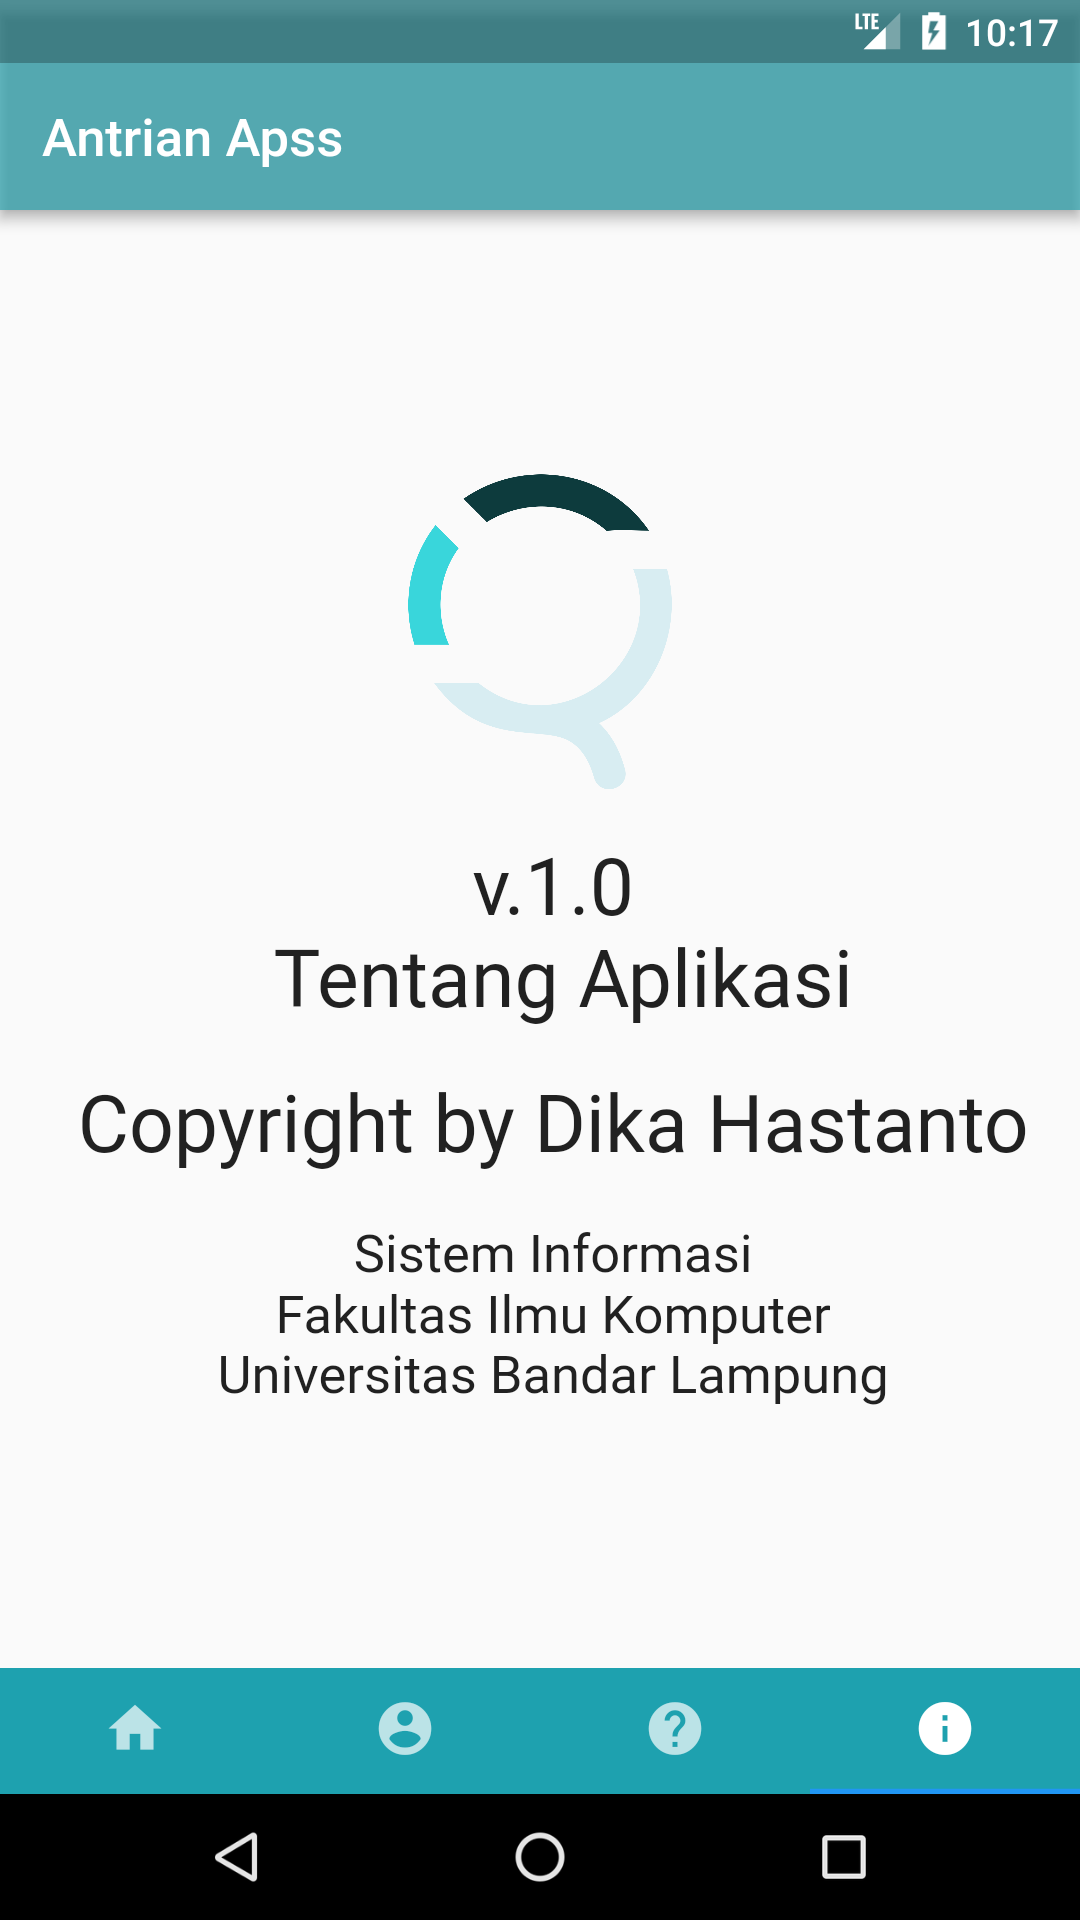 LTE 10:17
Antrian Apss
v.1.0
Tentang Aplikasi
Copyright by Dika Hastanto
Sistem Informasi
Fakultas Ilmu Komputer
Universitas Bandar Lampung